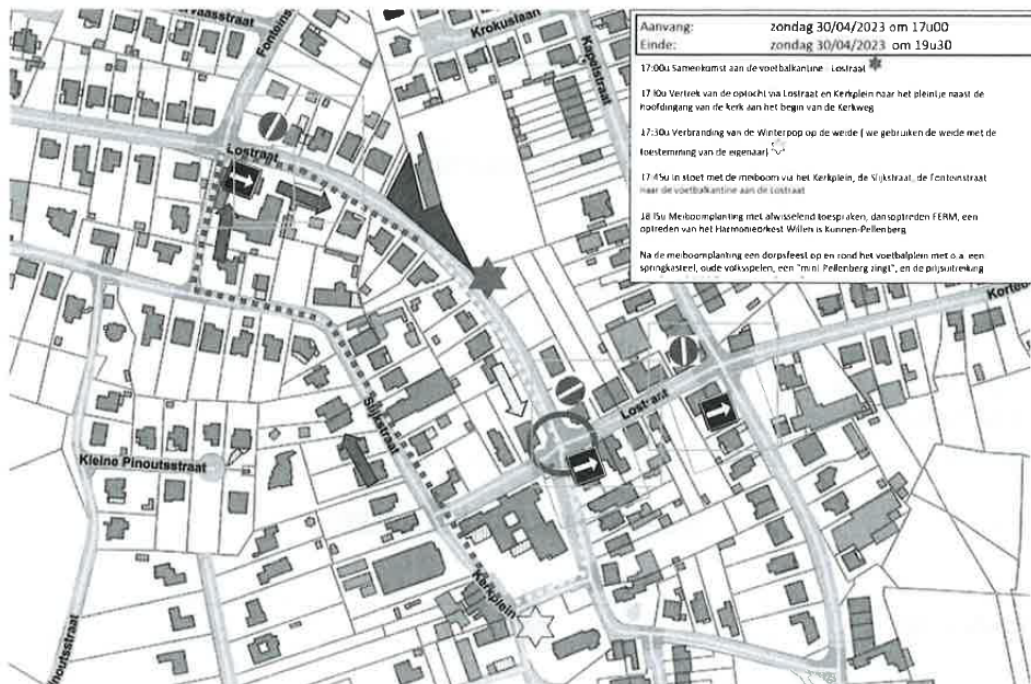 Aanvang: zondag 30/04/2023 om 17u00
Einde: zondag 30/04/2023 om 19u30
17:00u Samenkomst aan de voetbalkantine - Lostraat
17:10u Vertrek van de optocht via Lostraat en Kerkplein naar het pleintje naast de
hoofdingang van de kerk aan het begin van de Kerkweg
17:30u Verbranding van de Winterpop op de weide ( we gebruiken de weide met de
toestemming van de eigenaar)
17:45u In stoet met de meiboom via het Kerkplein, de Slijkstraat, de Fonteinstraat
naar de voetbalkantine aan de Lostraat
18:15u Meiboomplanting met afwisselend toespraken, dansoptreden FERM, een
optreden van het Harmonieorkest Willen is Kunnen-Pellenberg
Na de meiboomplanting een dorpsfeest op en rond het voetbalplein met o.a. een
springkasteel, oude volksspelen, een "mini Pellenberg zingt", en de prijsuitreiking
vaasstraat
Fonteins
Krokuslaan
Kapelstraat
Lostraat
Korte
Lostraat
Slijkstraat
Kleine Pinoutsstraat
Kerkplein
noutsstraat